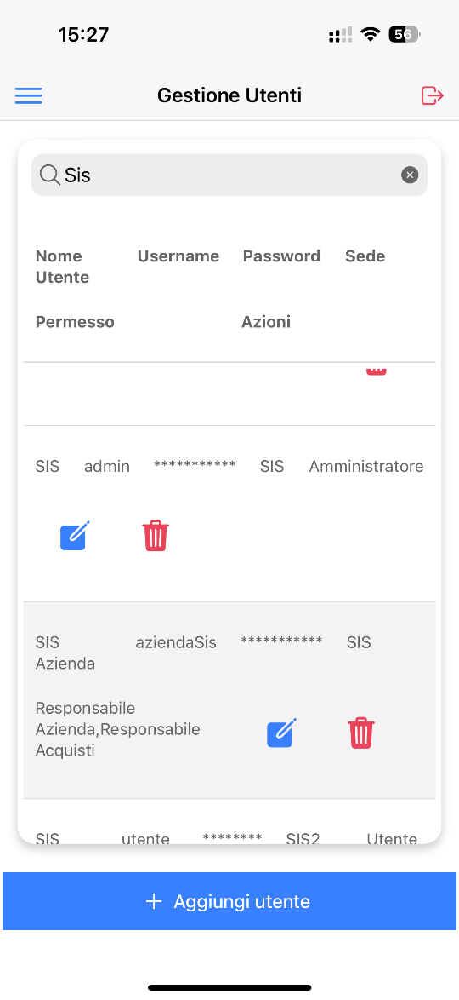 15:27
56
Gestione Utenti
Sis
Nome Username Password Sede
Utente
Permesso Azioni
SIS admin *********** SIS Amministratore
SIS aziendaSis *********** SIS
Azienda
Responsabile
Azienda,Responsabile
Acquisti
SIS utente ******** SIS2 Utente
+ Aggiungi utente